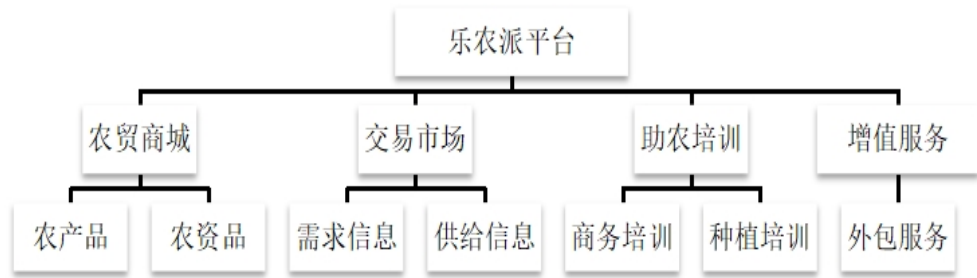 乐农派平台
农贸商城
交易市场
助农培训
增值服务
农产品
农资品
需求信息
供给信息
商务培训
种植培训
外包服务